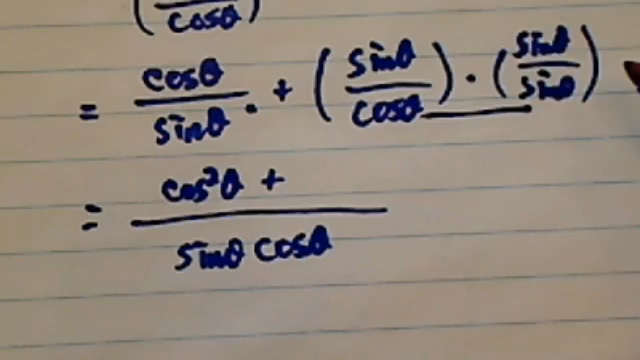 ( / cosθ )
= cosθ / sinθ · + ( sinθ / cosθ ) · ( sinθ / sinθ )
= cos²θ + / sinθ cosθ